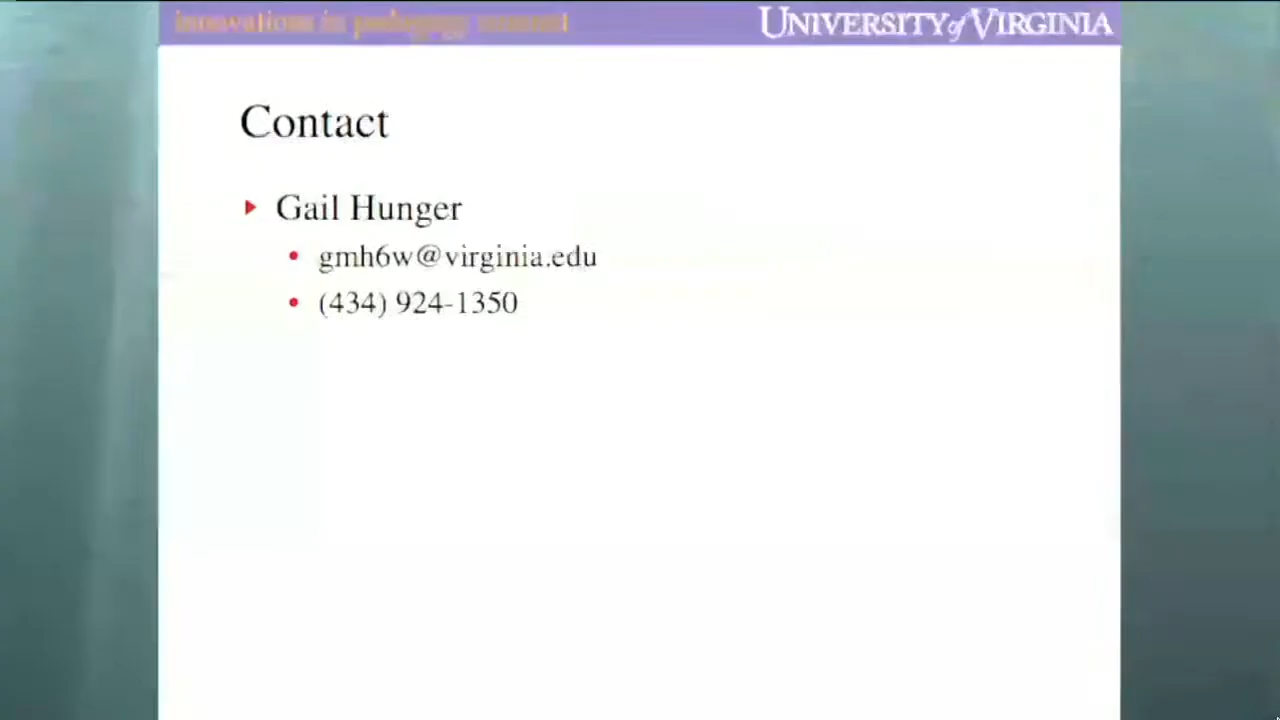 innovations in pedagogy summit
UNIVERSITY of VIRGINIA
Contact
Gail Hunger
gmh6w@virginia.edu
(434) 924-1350